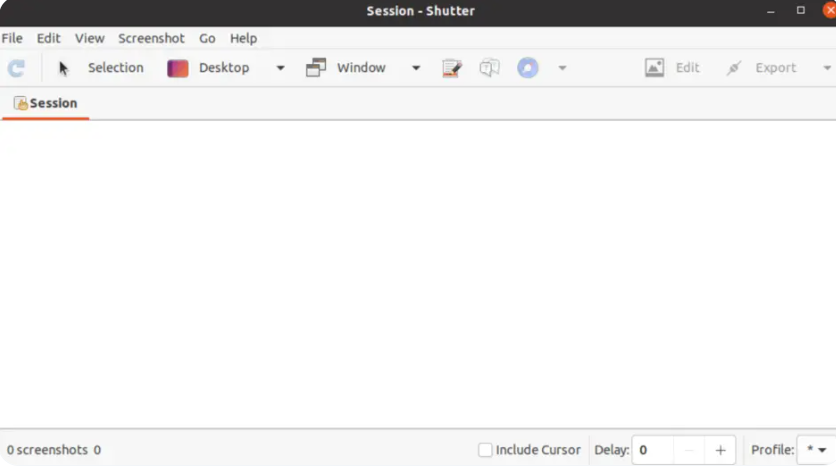 Session - Shutter
File Edit View Screenshot Go Help
Selection Desktop Window Edit Export
Session
0 screenshots 0 Include Cursor Delay: 0 − + Profile: *